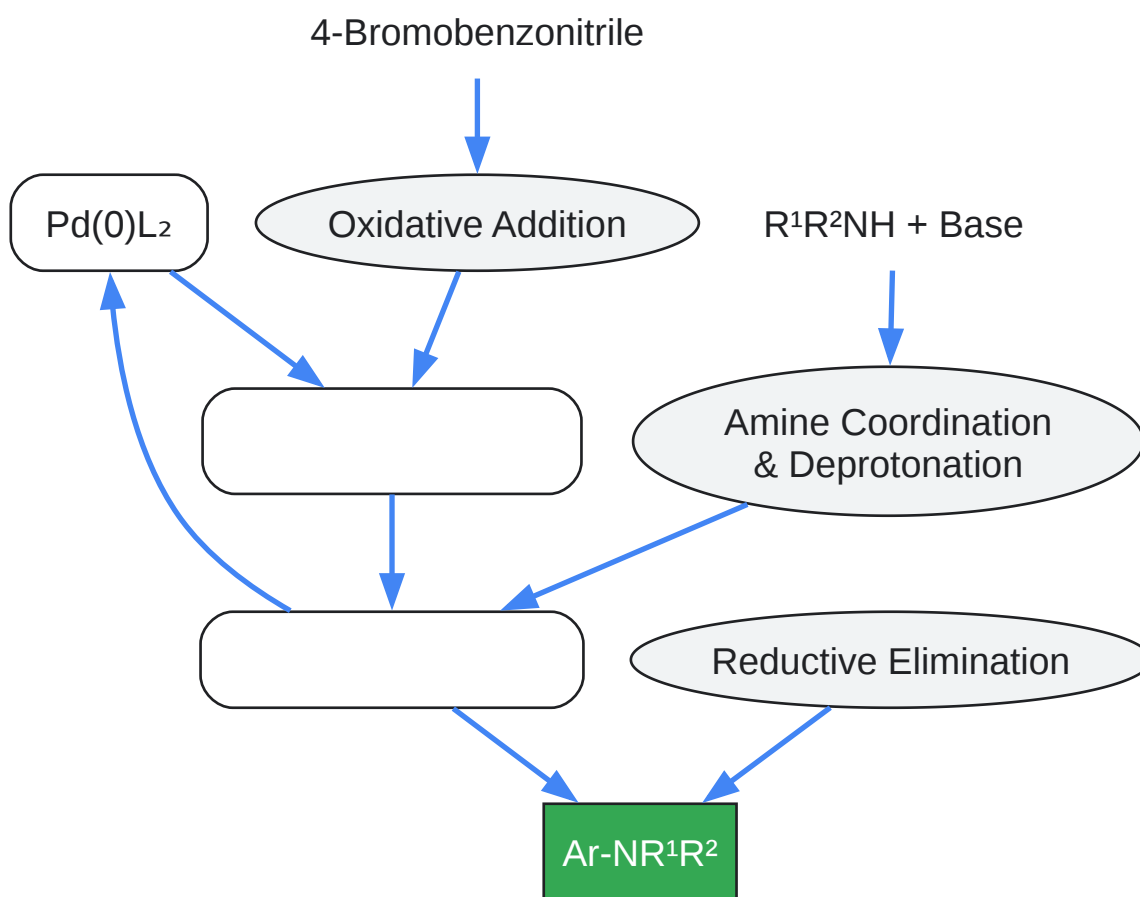 4-Bromobenzonitrile
Pd(0)L₂
Oxidative Addition
R¹R²NH + Base
Amine Coordination
& Deprotonation
Reductive Elimination
Ar-NR¹R²